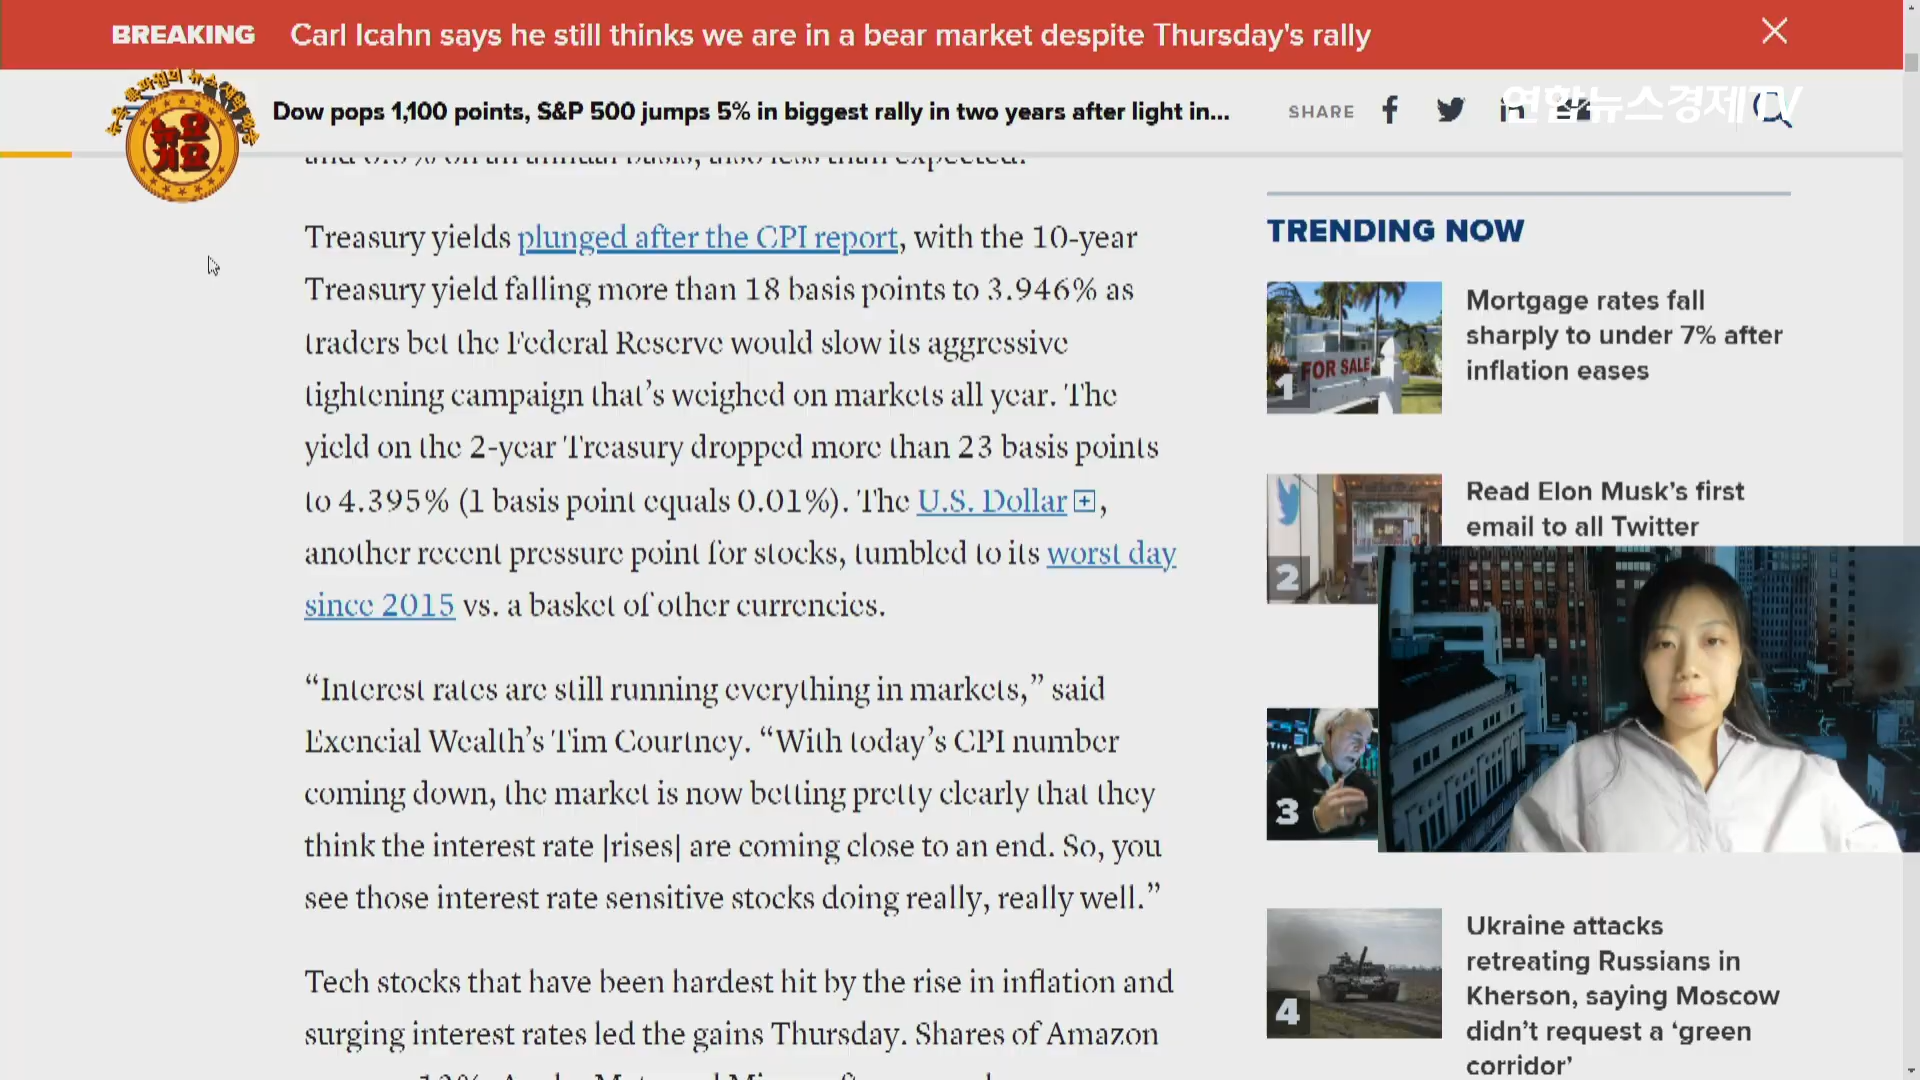 BREAKING Carl Icahn says he still thinks we are in a bear market despite Thursday's rally
Dow pops 1,100 points, S&P 500 jumps 5% in biggest rally in two years after light in...
SHARE
연합뉴스경제TV
뉴요
기요
Treasury yields plunged after the CPI report, with the 10-year
Treasury yield falling more than 18 basis points to 3.946% as
traders bet the Federal Reserve would slow its aggressive
tightening campaign that’s weighed on markets all year. The
yield on the 2-year Treasury dropped more than 23 basis points
to 4.395% (1 basis point equals 0.01%). The U.S. Dollar,
another recent pressure point for stocks, tumbled to its worst day
since 2015 vs. a basket of other currencies.
“Interest rates are still running everything in markets,” said
Exencial Wealth’s Tim Courtney. “With today’s CPI number
coming down, the market is now betting pretty clearly that they
think the interest rate [rises] are coming close to an end. So, you
see those interest rate sensitive stocks doing really, really well.”
Tech stocks that have been hardest hit by the rise in inflation and
surging interest rates led the gains Thursday. Shares of Amazon
TRENDING NOW
FOR SALE
1
Mortgage rates fall
sharply to under 7% after
inflation eases
2
Read Elon Musk’s first
email to all Twitter
3
4
Ukraine attacks
retreating Russians in
Kherson, saying Moscow
didn’t request a ‘green
corridor’